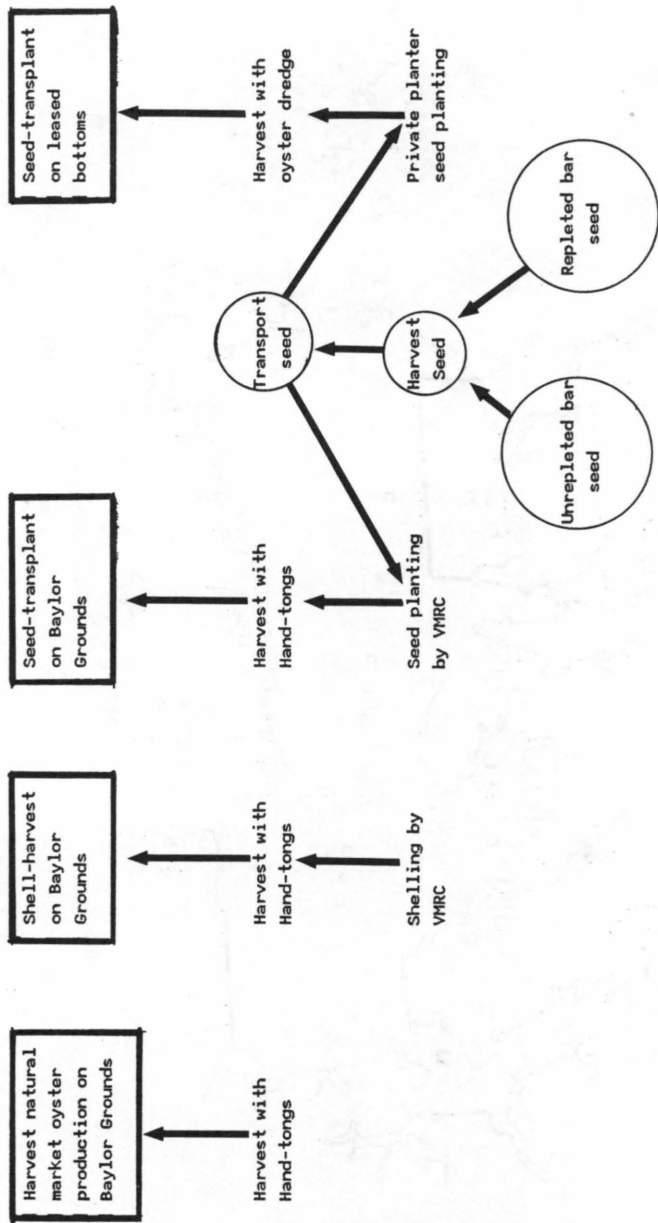 Harvest natural
market oyster
production on
Baylor Grounds
Harvest with
Hand-tongs
Shell-harvest
on Baylor
Grounds
Harvest with
Hand-tongs
Shelling by
VMRC
Seed-transplant
on Baylor
Grounds
Harvest with
Hand-tongs
Seed planting
by VMRC
Seed-transplant
on leased
bottoms
Harvest with
oyster dredge
Private planter
seed planting
Transport
seed
Harvest
Seed
Unrepleted bar
seed
Repleted bar
seed